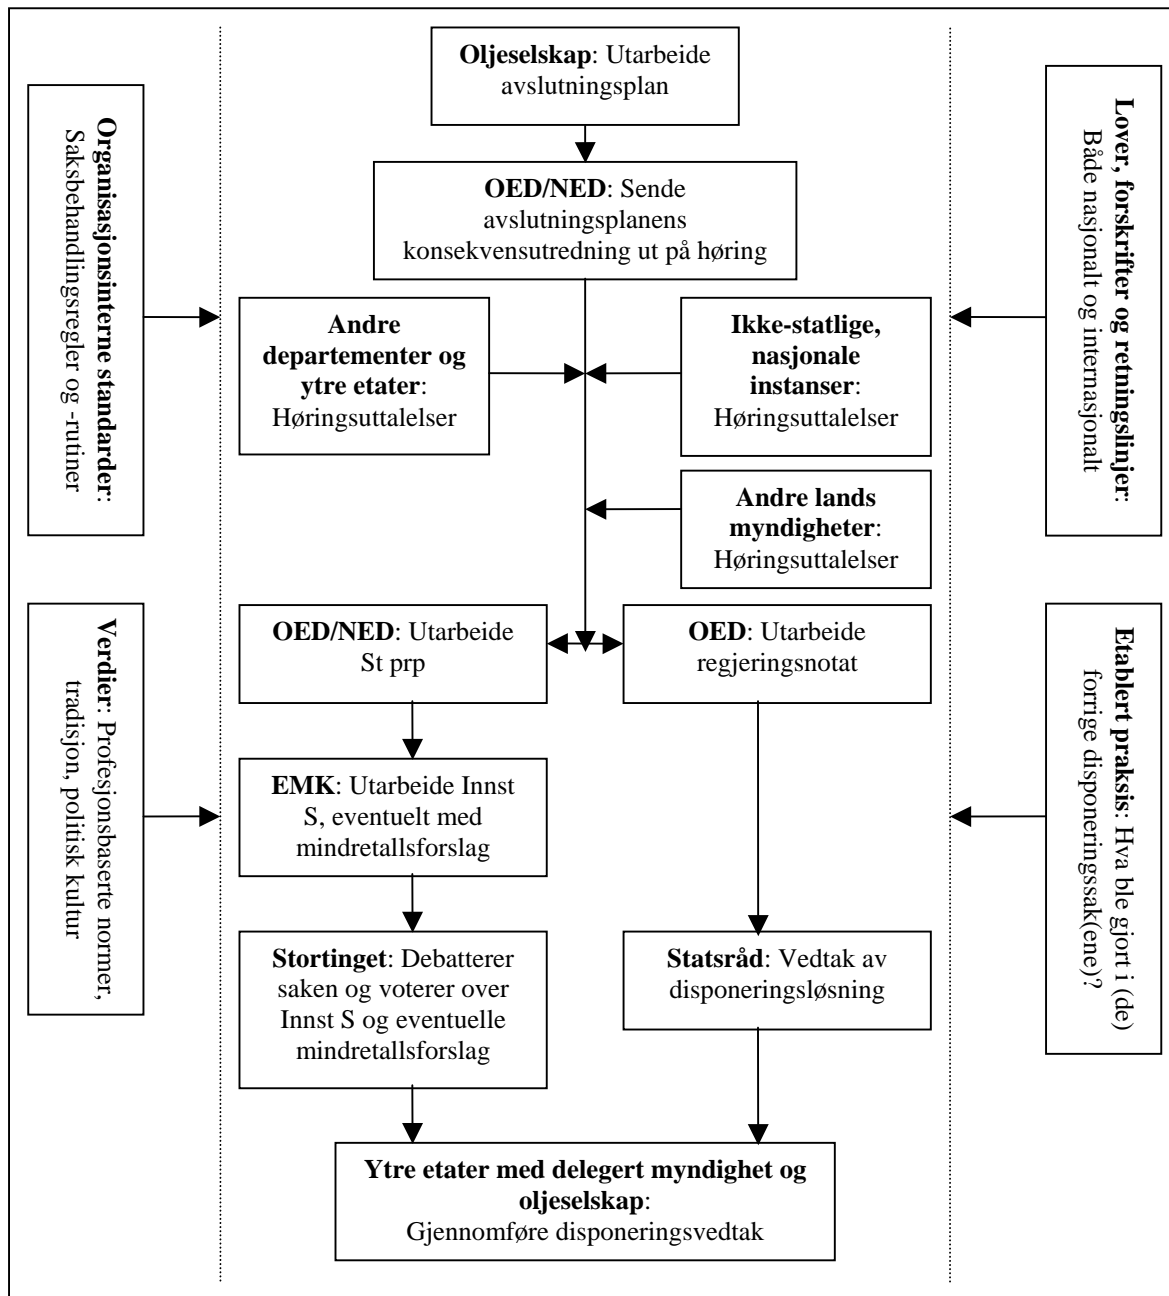 Oljeselskap: Utarbeide
avslutningsplan
OED/NED: Sende
avslutningsplanens
konsekvensutredning ut på høring
Organisasjonsinterne standarder:
Saksbehandlingsregler og -rutiner
Lover, forskrifter og retningslinjer:
Både nasjonalt og internasjonalt
Andre
departementer og
ytre etater:
Høringsuttalelser
Ikke-statlige,
nasjonale
instanser:
Høringsuttalelser
Andre lands
myndigheter:
Høringsuttalelser
Verdier: Profesjonsbaserte normer,
tradisjon, politisk kultur
Etablert praksis: Hva ble gjort i (de)
forrige disponeringssak(ene)?
OED/NED: Utarbeide
St prp
OED: Utarbeide
regjeringsnotat
EMK: Utarbeide Innst
S, eventuelt med
mindretallsforslag
Stortinget: Debatterer
saken og voterer over
Innst S og eventuelle
mindretallsforslag
Statsråd: Vedtak av
disponeringsløsning
Ytre etater med delegert myndighet og
oljeselskap:
Gjennomføre disponeringsvedtak